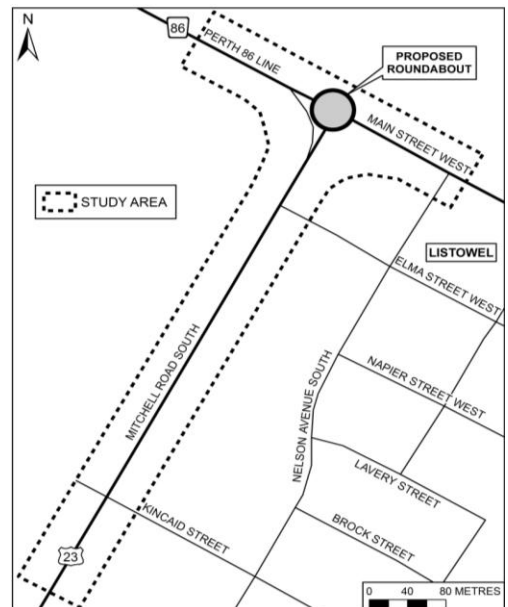 N
86
PERTH 86 LINE
PROPOSED
ROUNDABOUT
MAIN STREET WEST
STUDY AREA
LISTOWEL
ELMA STREET WEST
MITCHELL ROAD SOUTH
NAPIER STREET WEST
NELSON AVENUE SOUTH
LAVERY STREET
KINCAID STREET
BROCK STREET
23
0 40 80 METRES